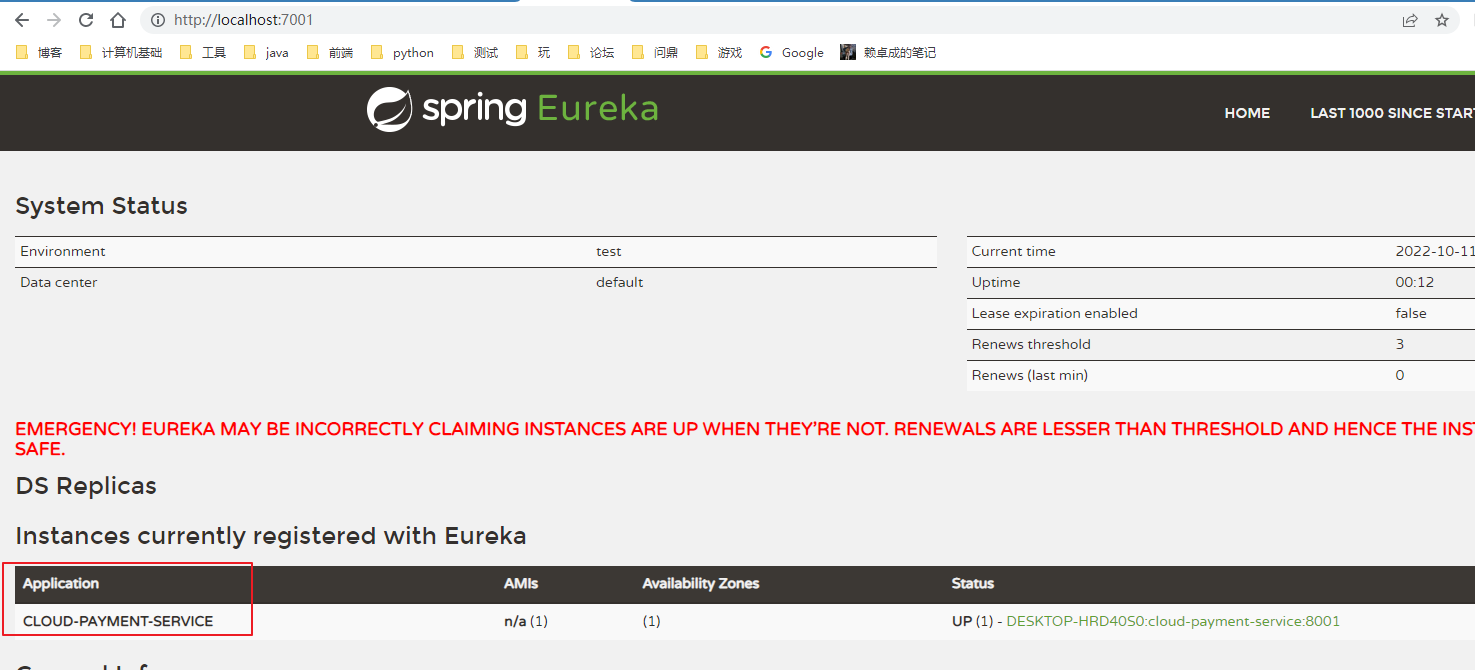 http://localhost:7001
博客 计算机基础 工具 java 前端 python 测试 玩 论坛 问鼎 游戏 Google 赖卓成的笔记
spring Eureka HOME LAST 1000 SINCE STAR
System Status
Environment test Current time 2022-10-11
Data center default Uptime 00:12
Lease expiration enabled false
Renews threshold 3
Renews (last min) 0
EMERGENCY! EUREKA MAY BE INCORRECTLY CLAIMING INSTANCES ARE UP WHEN THEY'RE NOT. RENEWALS ARE LESSER THAN THRESHOLD AND HENCE THE INS
SAFE.
DS Replicas
Instances currently registered with Eureka
Application AMIs Availability Zones Status
CLOUD-PAYMENT-SERVICE n/a (1) (1) UP (1) - DESKTOP-HRD40S0:cloud-payment-service:8001